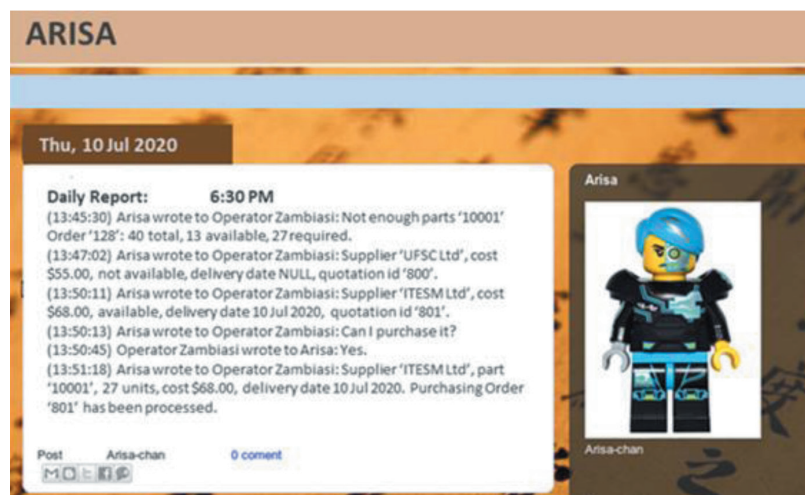 ARISA
Thu, 10 Jul 2020
Daily Report: 6:30 PM
(13:45:30) Arisa wrote to Operator Zambiasi: Not enough parts ‘10001’
Order ‘128’: 40 total, 13 available, 27 required.
(13:47:02) Arisa wrote to Operator Zambiasi: Supplier ‘UFSC Ltd’, cost
$55.00, not available, delivery date NULL, quotation id ‘800’.
(13:50:11) Arisa wrote to Operator Zambiasi: Supplier ‘ITESM Ltd’, cost
$68.00, available, delivery date 10 Jul 2020, quotation id ‘801’.
(13:50:13) Arisa wrote to Operator Zambiasi: Can I purchase it?
(13:50:45) Operator Zambiasi wrote to Arisa: Yes.
(13:51:18) Arisa wrote to Operator Zambiasi: Supplier ‘ITESM Ltd’, part
‘10001’, 27 units, cost $68.00, delivery date 10 Jul 2020. Purchasing Order
‘801’ has been processed.
Post Arisa-chan 0 coment
Arisa
Arisa-chan